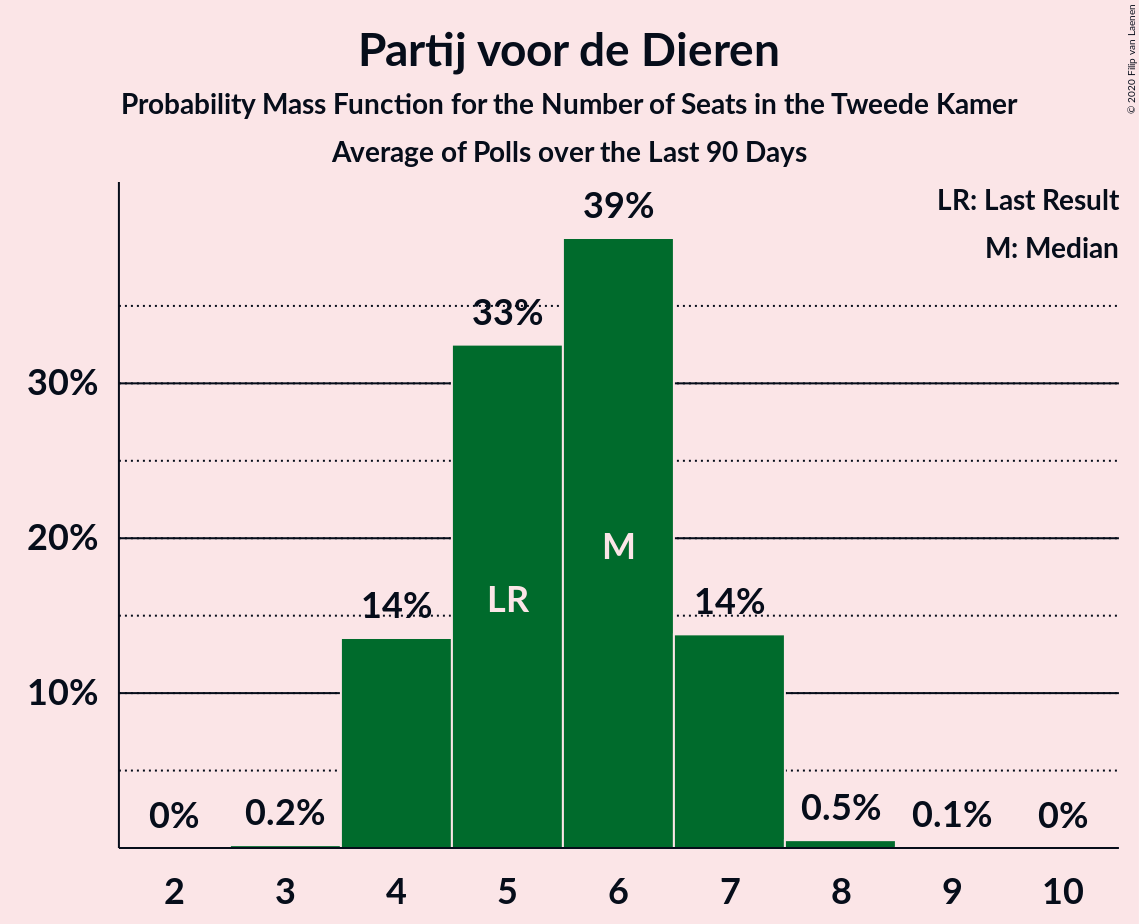 Partij voor de Dieren
Probability Mass Function for the Number of Seats in the Tweede Kamer
Average of Polls over the Last 90 Days
© 2020 Filip van Laenen
LR: Last Result
M: Median
39%
33%
30%
M
20%
LR
14%
14%
10%
0%
0.2%
0.5%
0.1%
0%
2 3 4 5 6 7 8 9 10